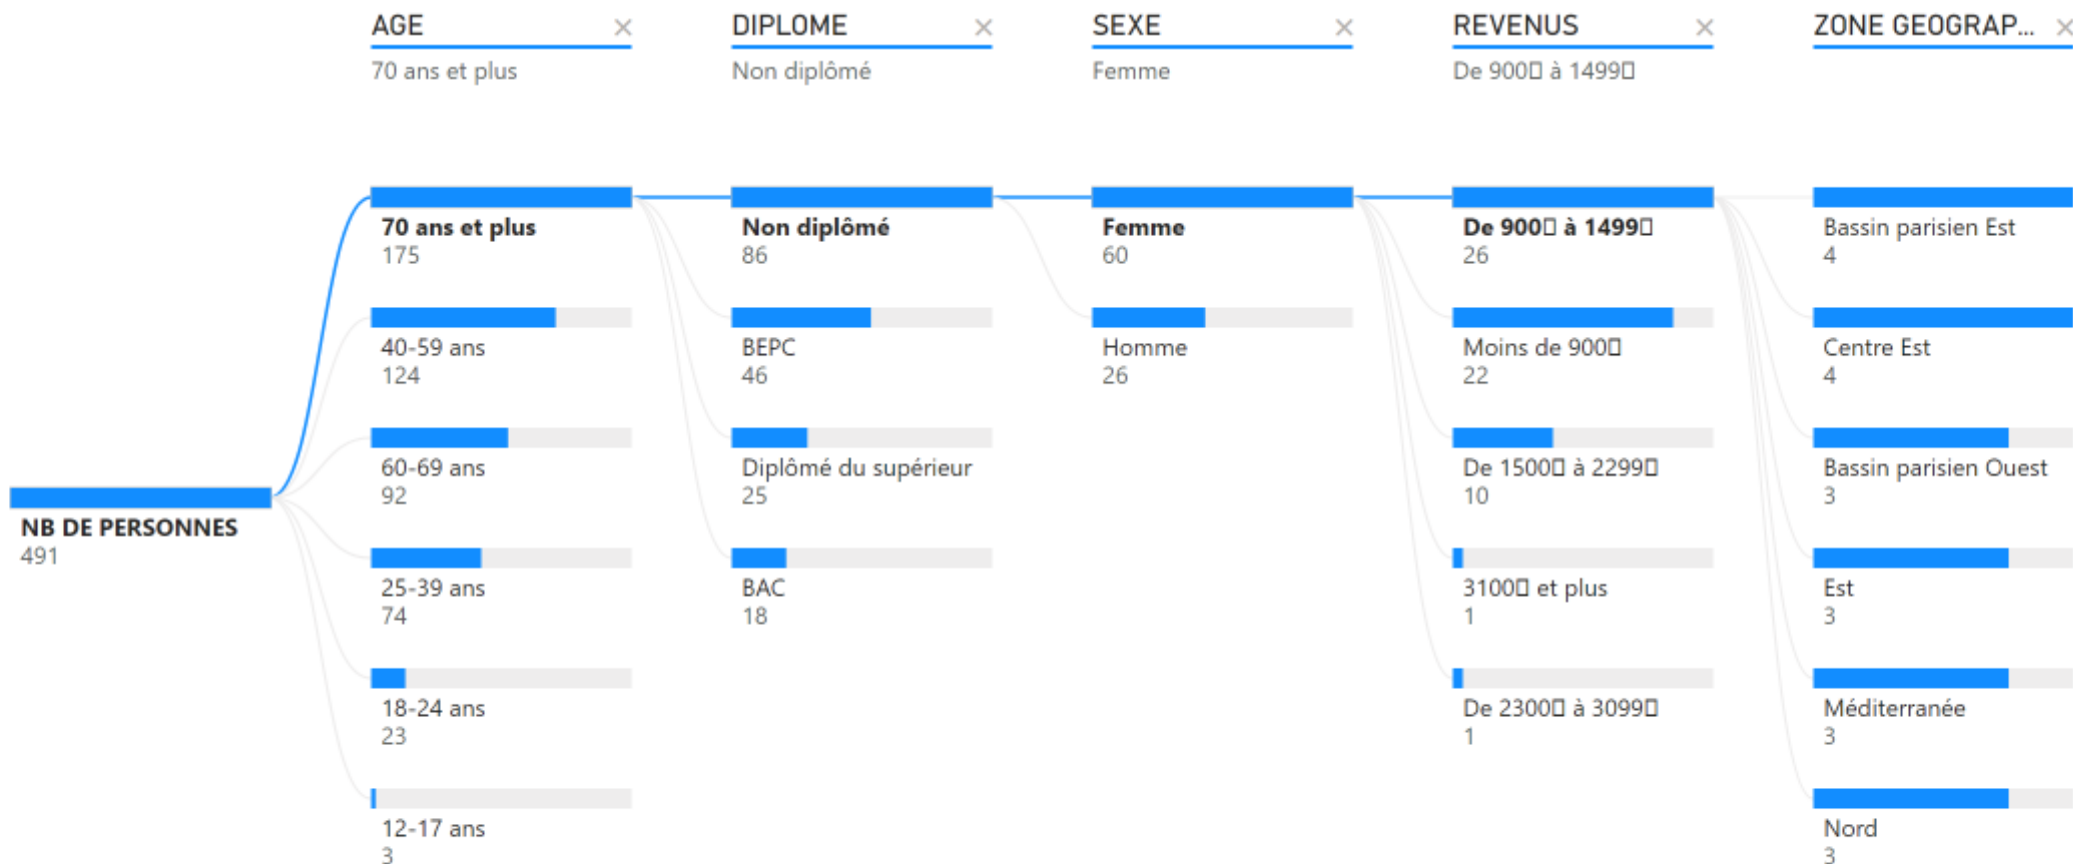 AGE
70 ans et plus
DIPLOME
Non diplômé
SEXE
Femme
REVENUS
De 900□ à 1499□
ZONE GEOGRAP...
NB DE PERSONNES
491
70 ans et plus
175
40-59 ans
124
60-69 ans
92
25-39 ans
74
18-24 ans
23
12-17 ans
3
Non diplômé
86
BEPC
46
Diplômé du supérieur
25
BAC
18
Femme
60
Homme
26
De 900□ à 1499□
26
Moins de 900□
22
De 1500□ à 2299□
10
3100□ et plus
1
De 2300□ à 3099□
1
Bassin parisien Est
4
Centre Est
4
Bassin parisien Ouest
3
Est
3
Méditerranée
3
Nord
3